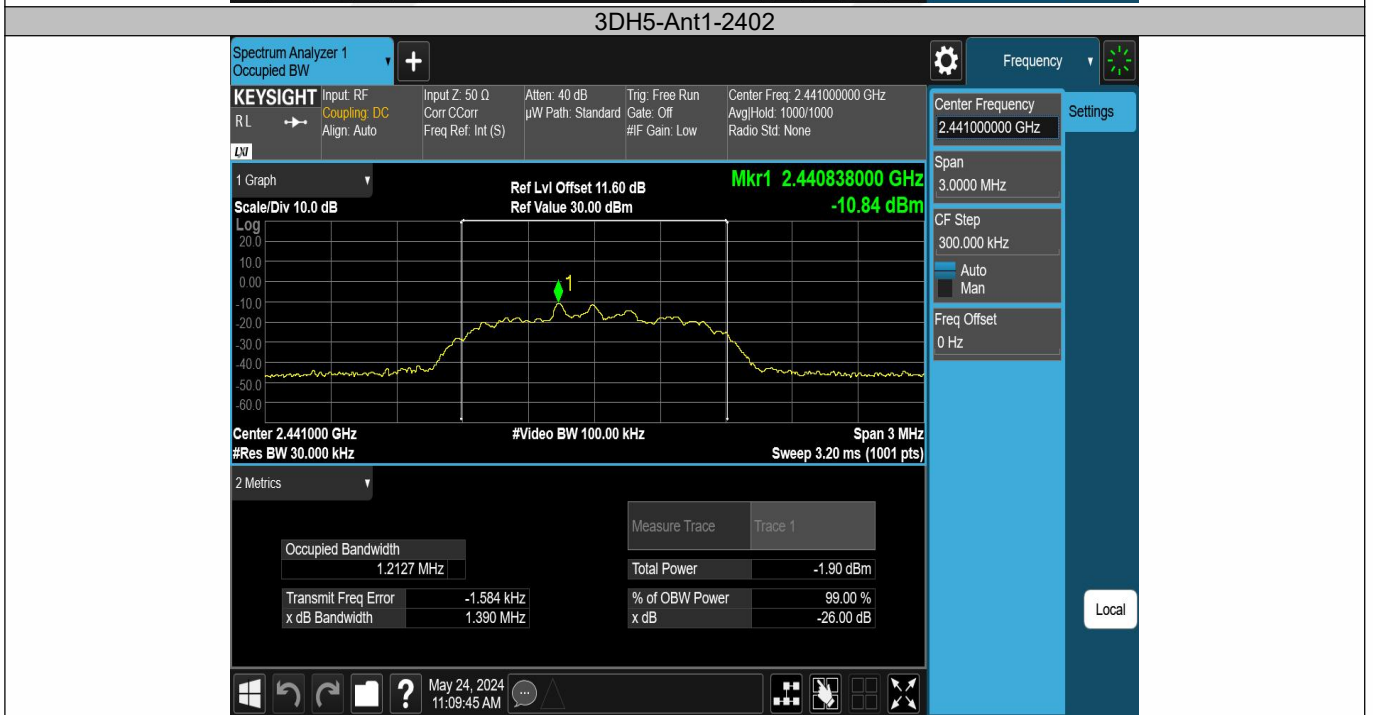 3DH5-Ant1-2402
Spectrum Analyzer 1
Occupied BW
Frequency
KEYSIGHT
R L
LXI
Input: RF
Coupling: DC
Align: Auto
Input Z: 50 Ω
Corr CCorr
Freq Ref: Int (S)
Atten: 40 dB
µW Path: Standard
Trig: Free Run
Gate: Off
#IF Gain: Low
Center Freq: 2.441000000 GHz
Avg|Hold: 1000/1000
Radio Std: None
Center Frequency
2.441000000 GHz
Settings
Span
3.0000 MHz
CF Step
300.000 kHz
Auto
Man
Freq Offset
0 Hz
Local
1 Graph
Scale/Div 10.0 dB
Ref Lvl Offset 11.60 dB
Ref Value 30.00 dBm
Mkr1 2.440838000 GHz
-10.84 dBm
Log
20.0
10.0
0.00
-10.0
-20.0
-30.0
-40.0
-50.0
-60.0
1
Center 2.441000 GHz
#Video BW 100.00 kHz
Span 3 MHz
#Res BW 30.000 kHz
Sweep 3.20 ms (1001 pts)
2 Metrics
Measure Trace Trace 1
Occupied Bandwidth
1.2127 MHz
Total Power -1.90 dBm
Transmit Freq Error -1.584 kHz
% of OBW Power 99.00 %
x dB Bandwidth 1.390 MHz
x dB -26.00 dB
?
May 24, 2024
11:09:45 AM